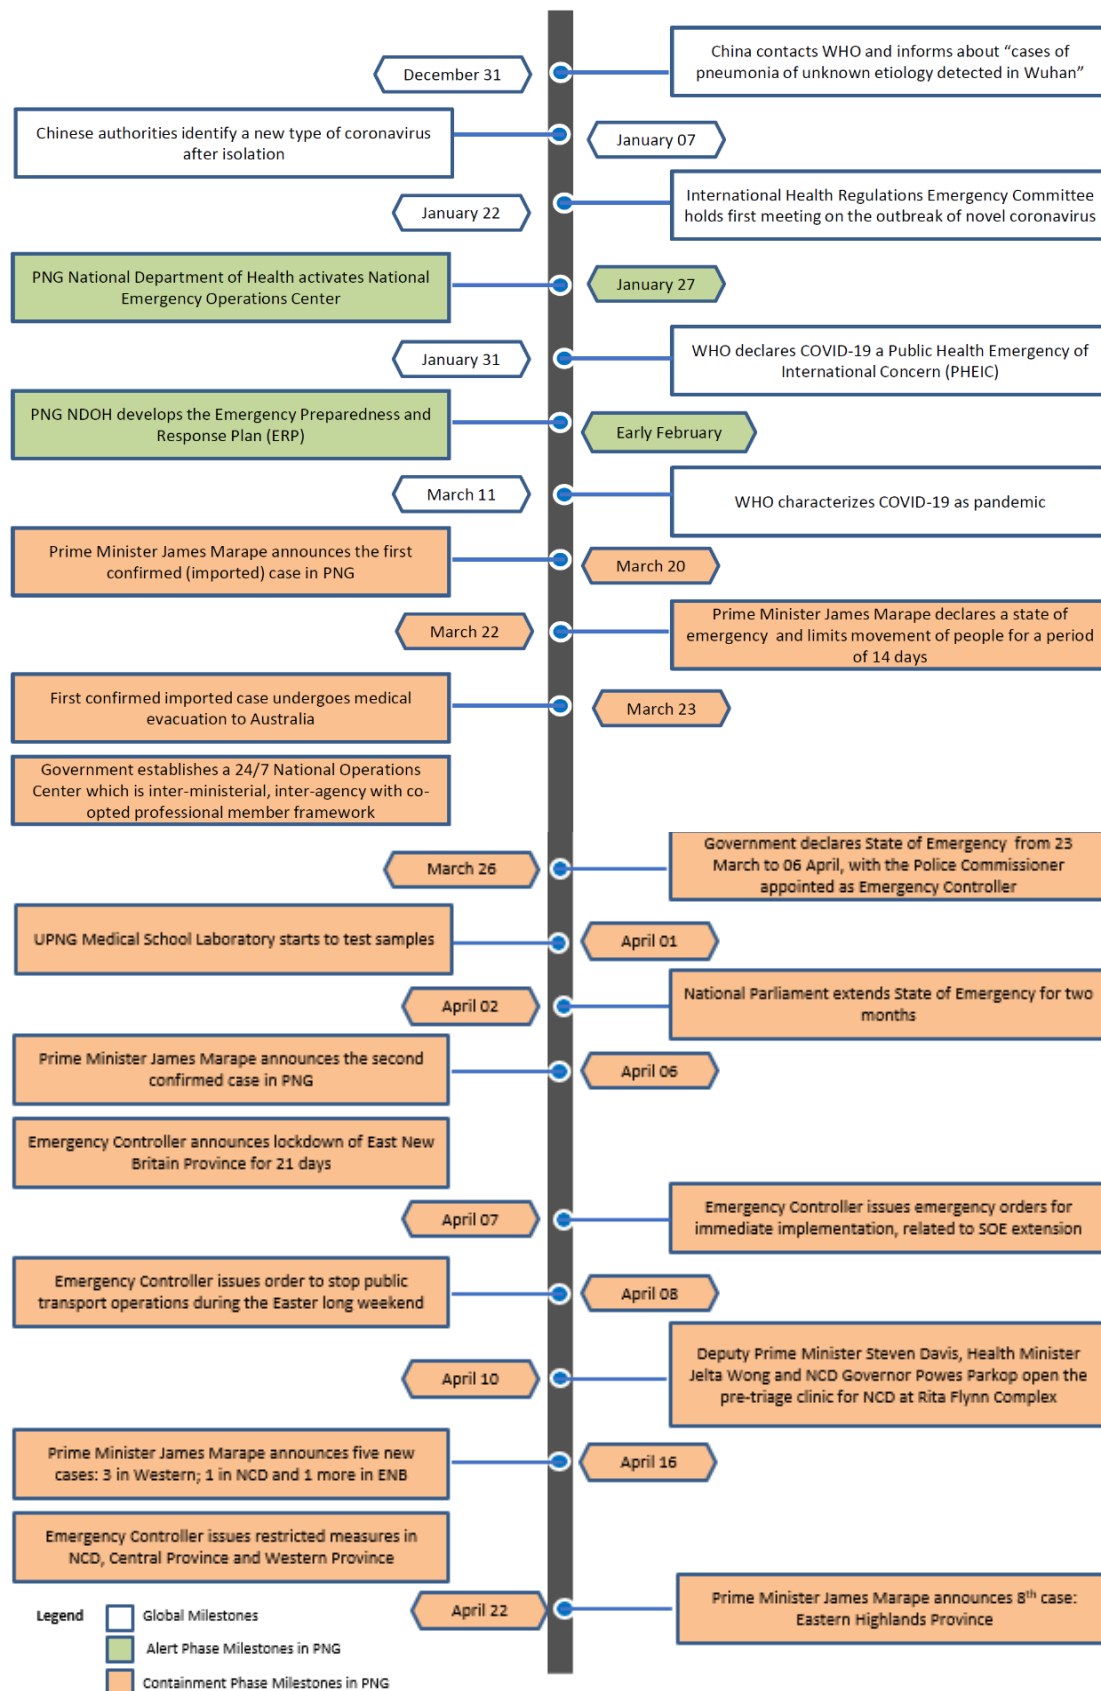 December 31
China contacts WHO and informs about “cases of
pneumonia of unknown etiology detected in Wuhan”
Chinese authorities identify a new type of coronavirus
after isolation
January 07
January 22
International Health Regulations Emergency Committee
holds first meeting on the outbreak of novel coronavirus
PNG National Department of Health activates National
Emergency Operations Center
January 27
January 31
WHO declares COVID-19 a Public Health Emergency of
International Concern (PHEIC)
PNG NDOH develops the Emergency Preparedness and
Response Plan (ERP)
Early February
March 11
WHO characterizes COVID-19 as pandemic
Prime Minister James Marape announces the first
confirmed (imported) case in PNG
March 20
March 22
Prime Minister James Marape declares a state of
emergency and limits movement of people for a period
of 14 days
First confirmed imported case undergoes medical
evacuation to Australia
March 23
Government establishes a 24/7 National Operations
Center which is inter-ministerial, inter-agency with co-
opted professional member framework
March 26
Government declares State of Emergency from 23
March to 06 April, with the Police Commissioner
appointed as Emergency Controller
UPNG Medical School Laboratory starts to test samples
April 01
April 02
National Parliament extends State of Emergency for two
months
Prime Minister James Marape announces the second
confirmed case in PNG
April 06
Emergency Controller announces lockdown of East New
Britain Province for 21 days
April 07
Emergency Controller issues emergency orders for
immediate implementation, related to SOE extension
Emergency Controller issues order to stop public
transport operations during the Easter long weekend
April 08
April 10
Deputy Prime Minister Steven Davis, Health Minister
Jelta Wong and NCD Governor Powes Parkop open the
pre-triage clinic for NCD at Rita Flynn Complex
Prime Minister James Marape announces five new
cases: 3 in Western; 1 in NCD and 1 more in ENB
April 16
Emergency Controller issues restricted measures in
NCD, Central Province and Western Province
April 22
Prime Minister James Marape announces 8th case:
Eastern Highlands Province
Legend
Global Milestones
Alert Phase Milestones in PNG
Containment Phase Milestones in PNG